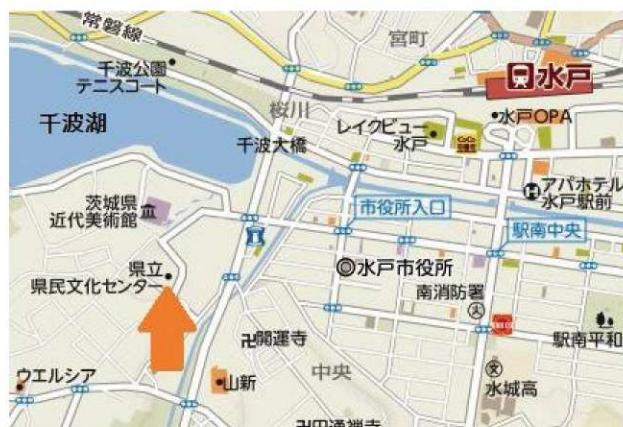 常磐線
宮町
千波公園
テニスコート
水戸
桜川
レイクビュー
水戸
水戸OPA
千波湖
千波大橋
アパホテル
水戸駅前
茨城県
近代美術館
市役所入口
駅南中央
県立
県民文化センター
水戸市役所
南消防署
開運寺
駅南平和
ウエルシア
山新
中央
文
水城高
円通禅寺